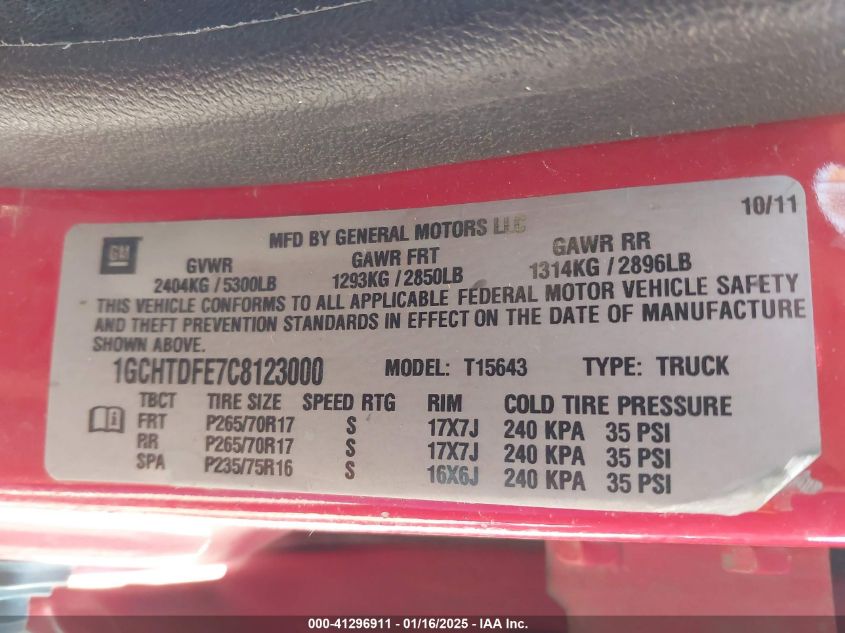 10/11
GM
MFD BY GENERAL MOTORS LLC
GVWR GAWR FRT GAWR RR
2404KG / 5300LB 1293KG / 2850LB 1314KG / 2896LB
THIS VEHICLE CONFORMS TO ALL APPLICABLE FEDERAL MOTOR VEHICLE SAFETY
AND THEFT PREVENTION STANDARDS IN EFFECT ON THE DATE OF MANUFACTURE
SHOWN ABOVE.
1GCHTDFE7C8123000 MODEL: T15643 TYPE: TRUCK
TBCT TIRE SIZE SPEED RTG RIM COLD TIRE PRESSURE
FRT P265/70R17 S 17X7J 240 KPA 35 PSI
RR P265/70R17 S 17X7J 240 KPA 35 PSI
SPA P235/75R16 S 16X6J 240 KPA 35 PSI
000-41296911 - 01/16/2025 - IAA Inc.